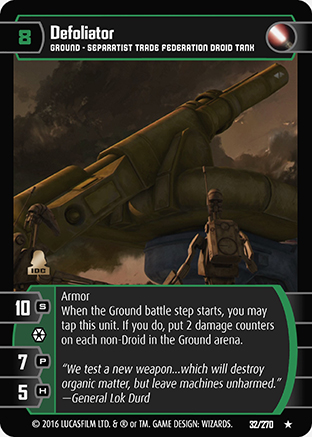 8 Defoliator
GROUND - SEPARATIST TRADE FEDERATION DROID TANK
IDC
10 S
7 P
5 H
Armor
When the Ground battle step starts, you may
tap this unit. If you do, put 2 damage counters
on each non-Droid in the Ground arena.
“We test a new weapon...which will destroy
organic matter, but leave machines unharmed.”
—General Lok Durd
© 2016 LUCASFILM LTD. & ® or TM. GAME DESIGN: WIZARDS. 32/270 ★